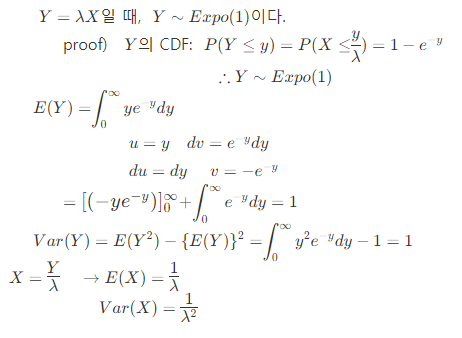 Y = λX일 때, Y ~ Expo(1)이다.
proof) Y의 CDF: P(Y ≤ y) = P(X ≤ y/λ) = 1 − e^{−y}
∴ Y ~ Expo(1)
E(Y) = ∫_0^∞ ye^{−y}dy
u = y dv = e^{−y}dy
du = dy v = −e^{−y}
= [(−ye^{−y})]_0^∞ + ∫_0^∞ e^{−y}dy = 1
Var(Y) = E(Y²) − {E(Y)}² = ∫_0^∞ y²e^{−y}dy − 1 = 1
X = Y/λ → E(X) = 1/λ
Var(X) = 1/λ²